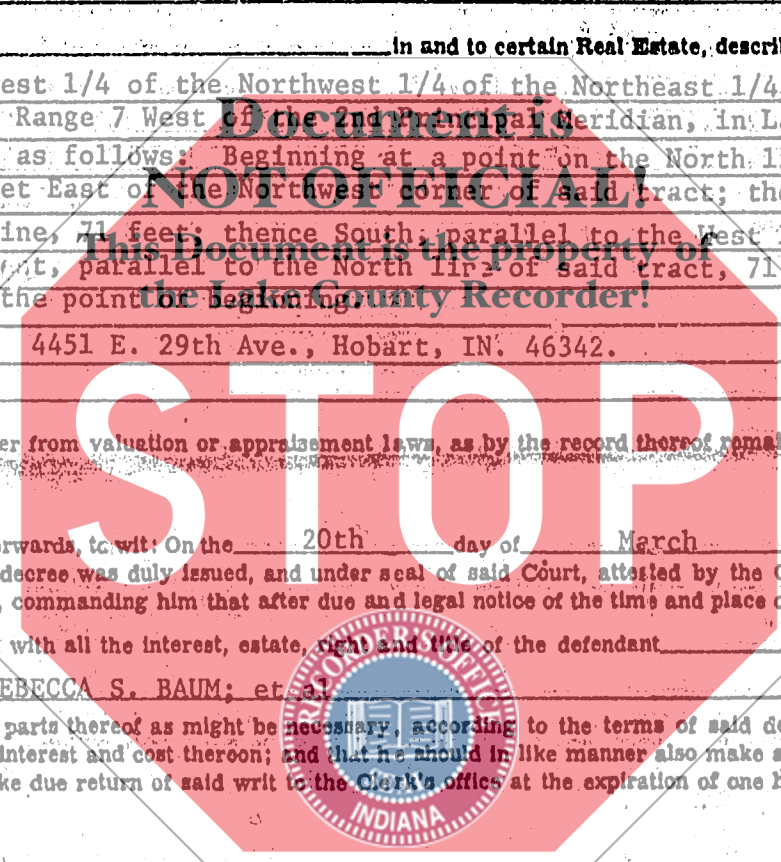 in and to certain Real Estate, descri
est 1/4 of the Northwest 1/4 of the Northeast 1/4
Range 7 West of the 2nd Principal Meridian, in La
Document is
as follows: Beginning at a point on the North li
NOT OFFICIAL!
et East of the Northwest corner of said tract; the
ine, 71 feet; thence South, parallel to the West
This Document is the property of
t, parallel to the North line of said tract, 71
the Lake County Recorder!
the point of beginning.
4451 E. 29th Ave., Hobart, IN. 46342.
STOP
er from valuation or appraisement laws, as by the record thereof remai
rwards, to wit: On the 20th day of March
decree was duly issued, and under seal of said Court, attested by the C
, commanding him that after due and legal notice of the time and place o
with all the interest, estate, right and title of the defendant
EBECCA S. BAUM; et al
parts thereof as might be necessary, according to the terms of said de
interest and cost thereon; and that he should in like manner also make s
ke due return of said writ to the Clerk's office at the expiration of one h
RECORDER'S OFFICE
INDIANA